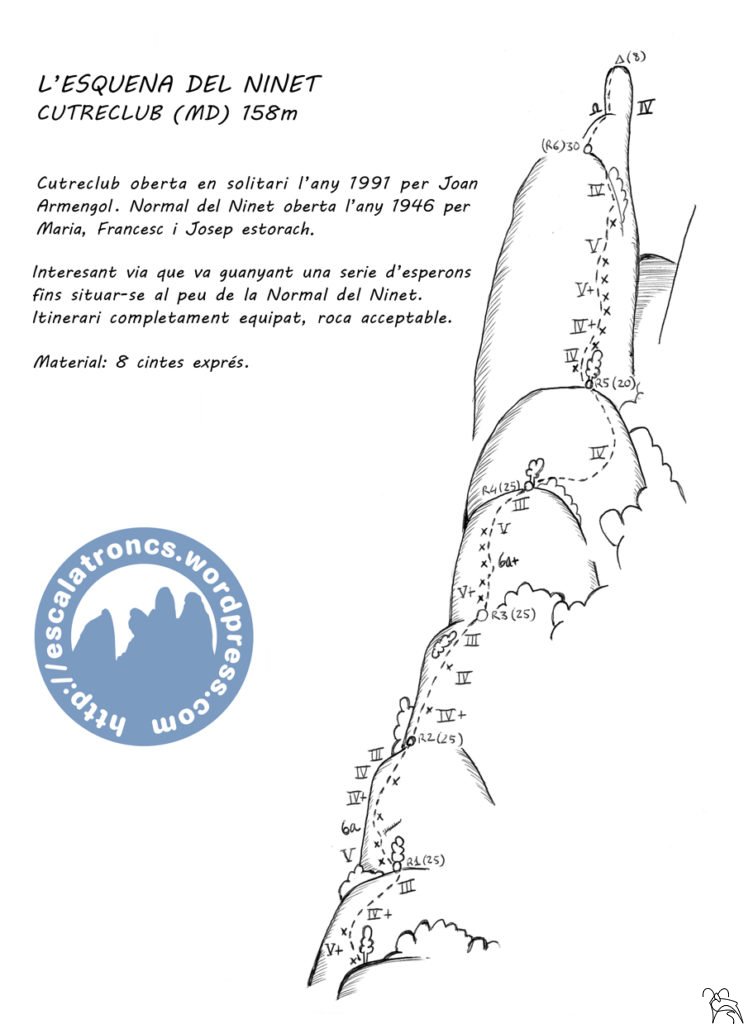 L'ESQUENA DEL NINET
CUTRECLUB (MD) 158m
Cutreclub oberta en solitari l'any 1991 per Joan
Armengol. Normal del Ninet oberta l'any 1946 per
Maria, Francesc i Josep estorach.
Interesant via que va guanyant una serie d'esperons
fins situar-se al peu de la Normal del Ninet.
Itinerari completament equipat, roca acceptable.
Material: 8 cintes exprés.
Δ(8)
IV
(R6)30
IV
V
V+
IV+
IV
R5(20)
IV
R4(25)
III
V
6a+
V+
R3(25)
III
IV
IV+
R2(25)
III
IV
IV+
6a
V
R1(25)
III
IV+
V+
http://escalatroncs.wordpress.com